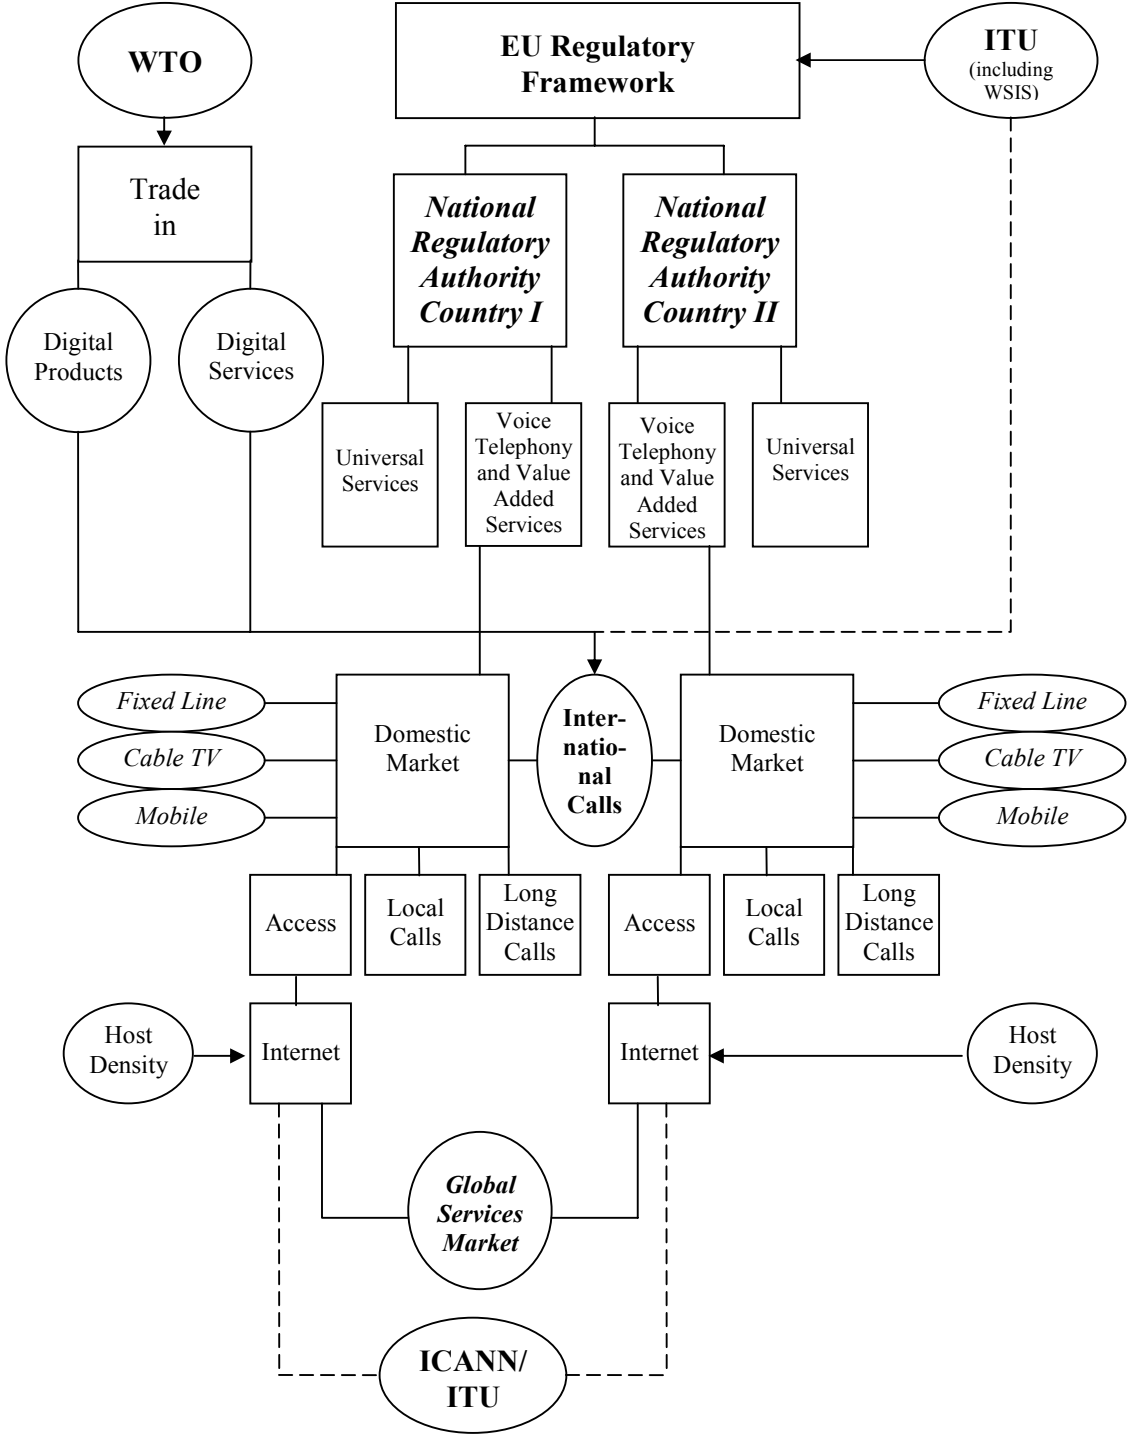 WTO
EU Regulatory
Framework
ITU
(including
WSIS)
Trade
in
National
Regulatory
Authority
Country I
National
Regulatory
Authority
Country II
Digital
Products
Digital
Services
Universal
Services
Voice
Telephony
and Value
Added
Services
Voice
Telephony
and Value
Added
Services
Universal
Services
Fixed Line
Cable TV
Mobile
Domestic
Market
Inter-
natio-
nal
Calls
Domestic
Market
Fixed Line
Cable TV
Mobile
Access
Local
Calls
Long
Distance
Calls
Access
Local
Calls
Long
Distance
Calls
Host
Density
Internet
Internet
Host
Density
Global
Services
Market
ICANN/
ITU